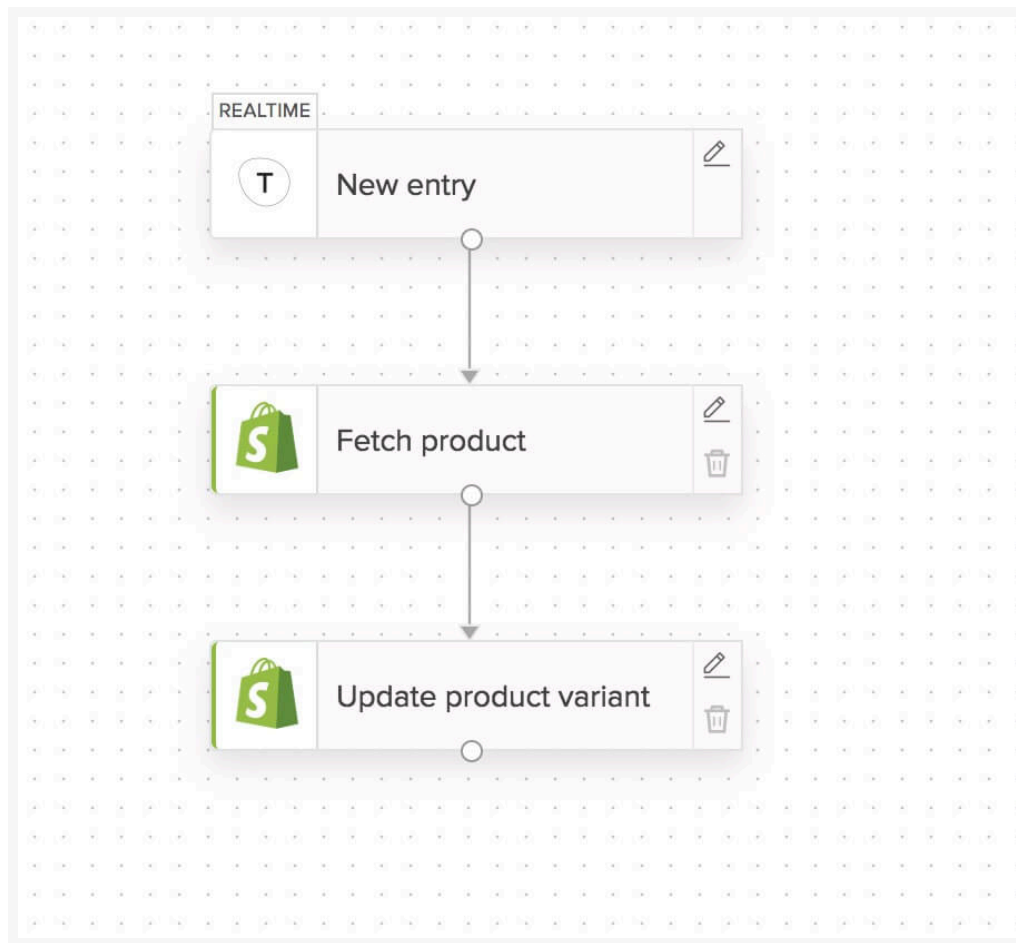 REALTIME
T
New entry
S
Fetch product
S
Update product variant